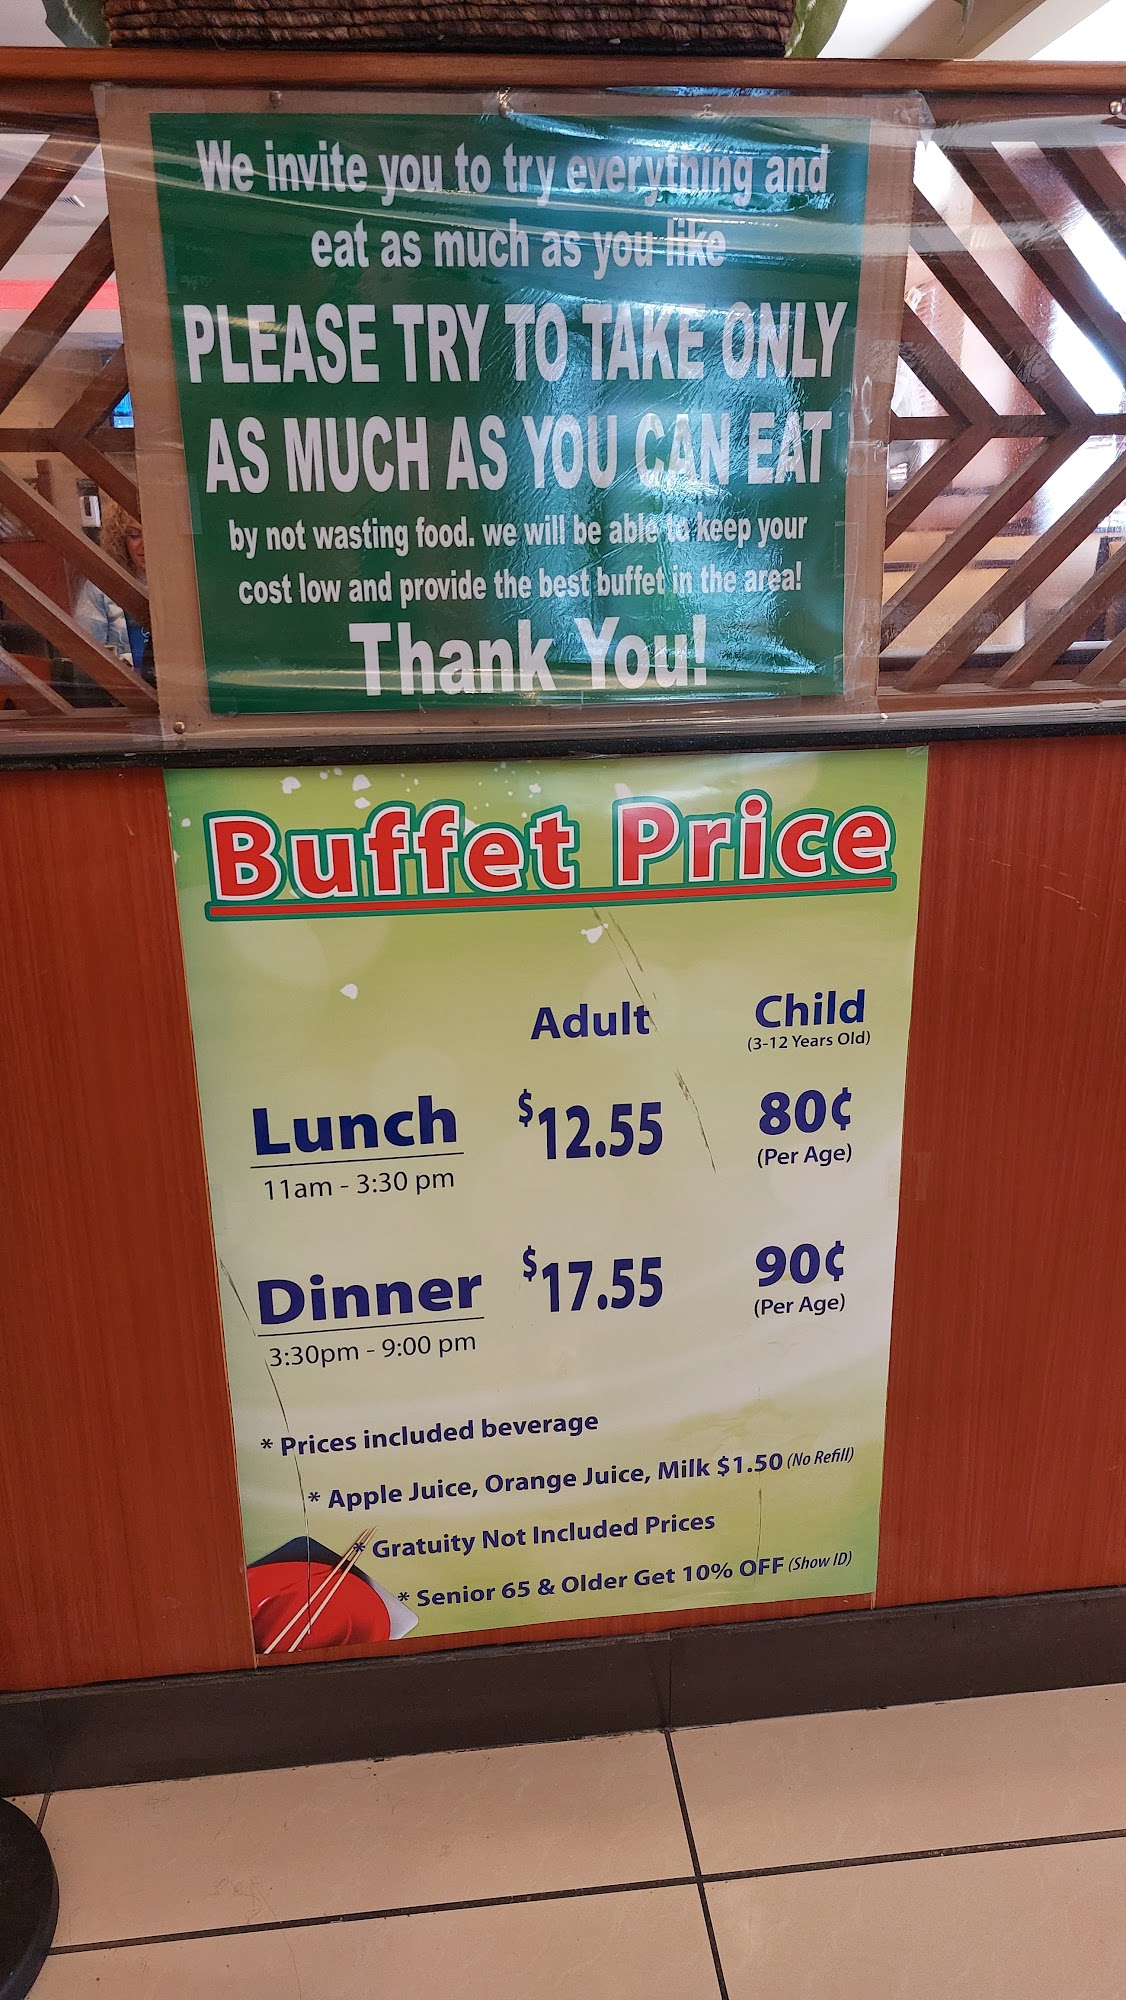 We invite you to try everything and
eat as much as you like
PLEASE TRY TO TAKE ONLY
AS MUCH AS YOU CAN EAT
by not wasting food. we will be able to keep your
cost low and provide the best buffet in the area!
Thank You!
Buffet Price
Adult Child
(3-12 Years Old)
Lunch $12.55 80¢
11am - 3:30 pm (Per Age)
Dinner $17.55 90¢
3:30pm - 9:00 pm (Per Age)
* Prices included beverage
* Apple Juice, Orange Juice, Milk $1.50 (No Refill)
* Gratuity Not Included Prices
* Senior 65 & Older Get 10% OFF (Show ID)